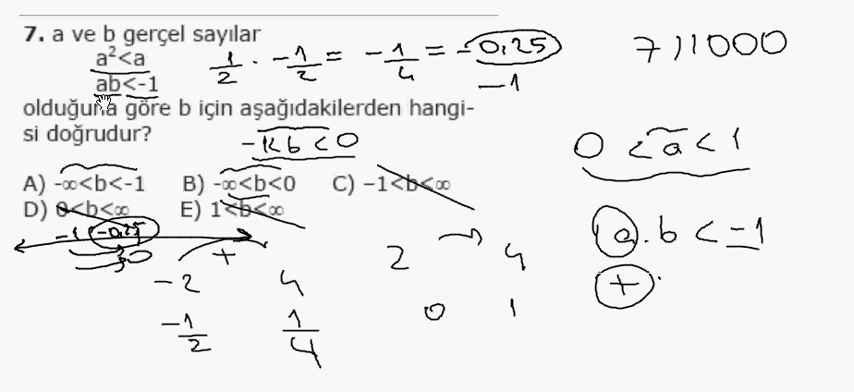 7. a ve b gerçel sayılar
a²<a
ab<-1
olduğuna göre b için aşağıdakilerden hangi-
si doğrudur?
A) -∞<b<-1 B) -∞<b<0 C) -1<b<∞
D) 0<b<∞ E) 1<b<∞
1/2 . -1/2 = -1/4 = -0,25
-1
711000
-1<b<0
0<a<1
a.b<-1
+
-1 -0,25
0
+
-2 4
-1/2 1/4
2 4
0 1